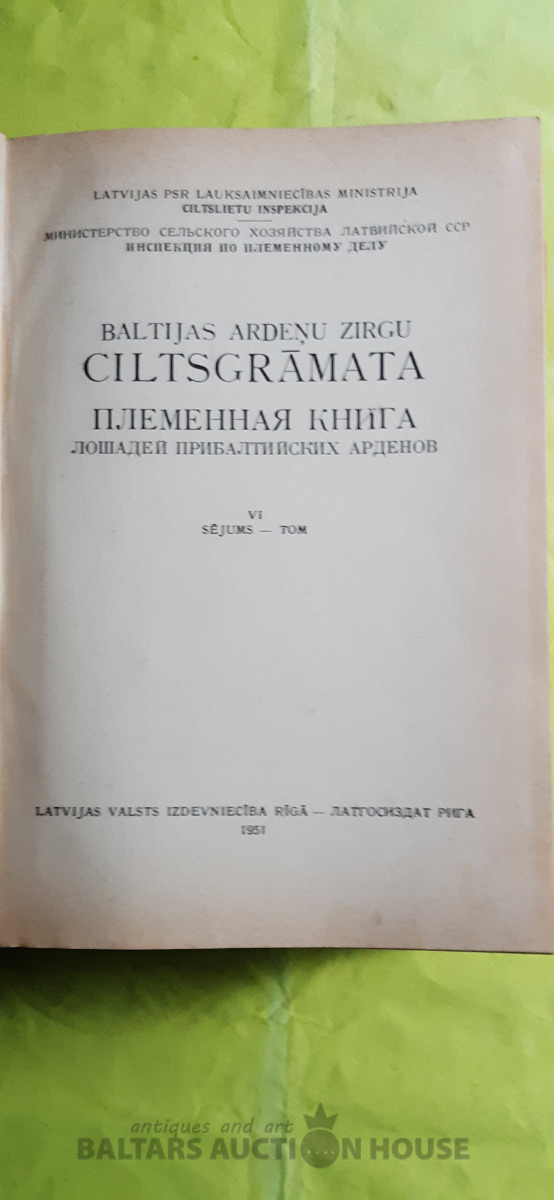 LATVIJAS PSR LAUKSAIMNIECĪBAS MINISTRIJA
CILTSLIETU INSPEKCIJA
МИНИСТЕРСТВО СЕЛЬСКОГО ХОЗЯЙСТВА ЛАТВИЙСКОЙ ССР
ИНСПЕКЦИЯ ПО ПЛЕМЕННОМУ ДЕЛУ
BALTIJAS ARDEŅU ZIRGU
CILTSGRĀMATA
ПЛЕМЕННАЯ КНИГА
ЛОШАДЕЙ ПРИБАЛТИЙСКИХ АРДЕНОВ
VI
SĒJUMS — ТОМ
LATVIJAS VALSTS IZDEVNIECĪBA RĪGĀ — ЛАТГОСИЗДАТ РИГА
1951
antiques and art
BALTARS AUCTION HOUSE